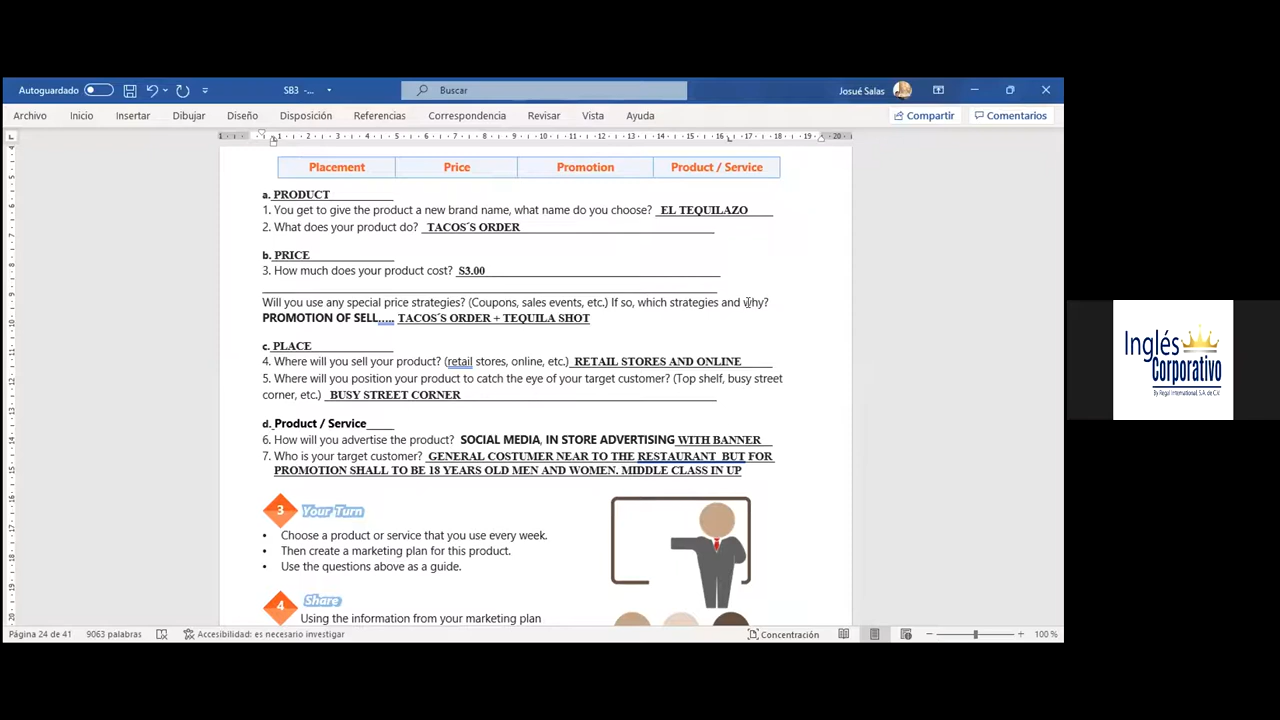 Autoguardado
SB3 -...
Buscar
Josué Salas
Archivo
Inicio
Insertar
Dibujar
Diseño
Disposición
Referencias
Correspondencia
Revisar
Vista
Ayuda
Compartir
Comentarios
Placement Price Promotion Product / Service
a. PRODUCT
1. You get to give the product a new brand name, what name do you choose? EL TEQUILAZO
2. What does your product do? TACOS´S ORDER
b. PRICE
3. How much does your product cost? $3.00
Will you use any special price strategies? (Coupons, sales events, etc.) If so, which strategies and why?
PROMOTION OF SELL..... TACOS´S ORDER + TEQUILA SHOT
c. PLACE
4. Where will you sell your product? (retail stores, online, etc.) RETAIL STORES AND ONLINE
5. Where will you position your product to catch the eye of your target customer? (Top shelf, busy street
corner, etc.) BUSY STREET CORNER
d. Product / Service
6. How will you advertise the product? SOCIAL MEDIA, IN STORE ADVERTISING WITH BANNER
7. Who is your target customer? GENERAL COSTUMER NEAR TO THE RESTAURANT BUT FOR
PROMOTION SHALL TO BE 18 YEARS OLD MEN AND WOMEN. MIDDLE CLASS IN UP
3 Your Turn
• Choose a product or service that you use every week.
• Then create a marketing plan for this product.
• Use the questions above as a guide.
4 Share
Using the information from your marketing plan
Página 24 de 41
9063 palabras
Accesibilidad: es necesario investigar
Concentración
100 %
Inglés
Corporativo
By Regal International, S.A. de C.V.